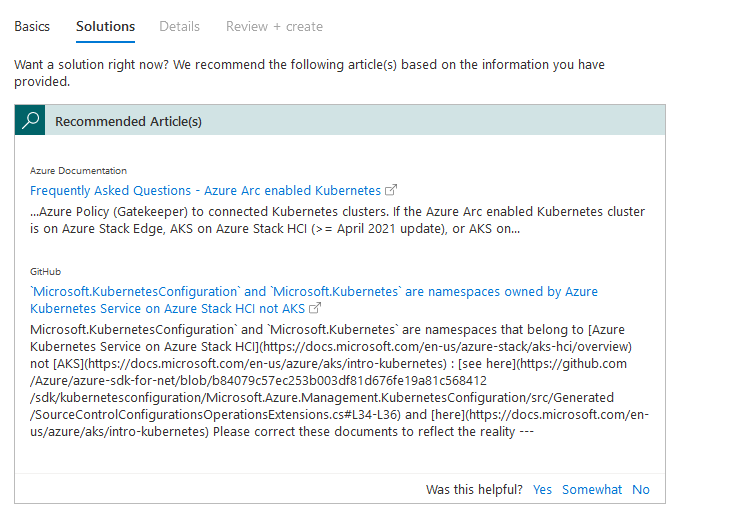 Basics Solutions Details Review + create
Want a solution right now? We recommend the following article(s) based on the information you have
provided.
Recommended Article(s)
Azure Documentation
Frequently Asked Questions - Azure Arc enabled Kubernetes
...Azure Policy (Gatekeeper) to connected Kubernetes clusters. If the Azure Arc enabled Kubernetes cluster
is on Azure Stack Edge, AKS on Azure Stack HCI (>= April 2021 update), or AKS on...
GitHub
`Microsoft.KubernetesConfiguration` and `Microsoft.Kubernetes` are namespaces owned by Azure
Kubernetes Service on Azure Stack HCI not AKS
Microsoft.KubernetesConfiguration` and `Microsoft.Kubernetes` are namespaces that belong to [Azure
Kubernetes Service on Azure Stack HCI](https://docs.microsoft.com/en-us/azure-stack/aks-hci/overview)
not [AKS](https://docs.microsoft.com/en-us/azure/aks/intro-kubernetes) : [see here](https://github.com
/Azure/azure-sdk-for-net/blob/b84079c57ec253b003df81d676fe19a81c568412
/sdk/kubernetesconfiguration/Microsoft.Azure.Management.KubernetesConfiguration/src/Generated
/SourceControlConfigurationsOperationsExtensions.cs#L34-L36) and [here](https://docs.microsoft.com/en-
us/azure/aks/intro-kubernetes) Please correct these documents to reflect the reality ---
Was this helpful? Yes Somewhat No